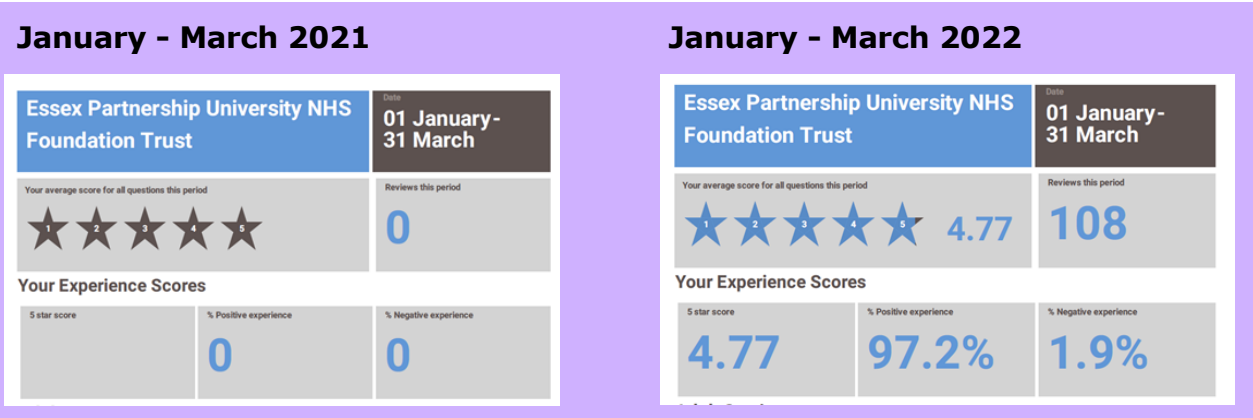 January - March 2021
Essex Partnership University NHS
Foundation Trust
Date
01 January-
31 March
Your average score for all questions this period
1 2 3 4 5
Reviews this period
0
Your Experience Scores
5 star score
% Positive experience
0
% Negative experience
0
January - March 2022
Essex Partnership University NHS
Foundation Trust
Date
01 January-
31 March
Your average score for all questions this period
1 2 3 4 5 4.77
Reviews this period
108
Your Experience Scores
5 star score
4.77
% Positive experience
97.2%
% Negative experience
1.9%